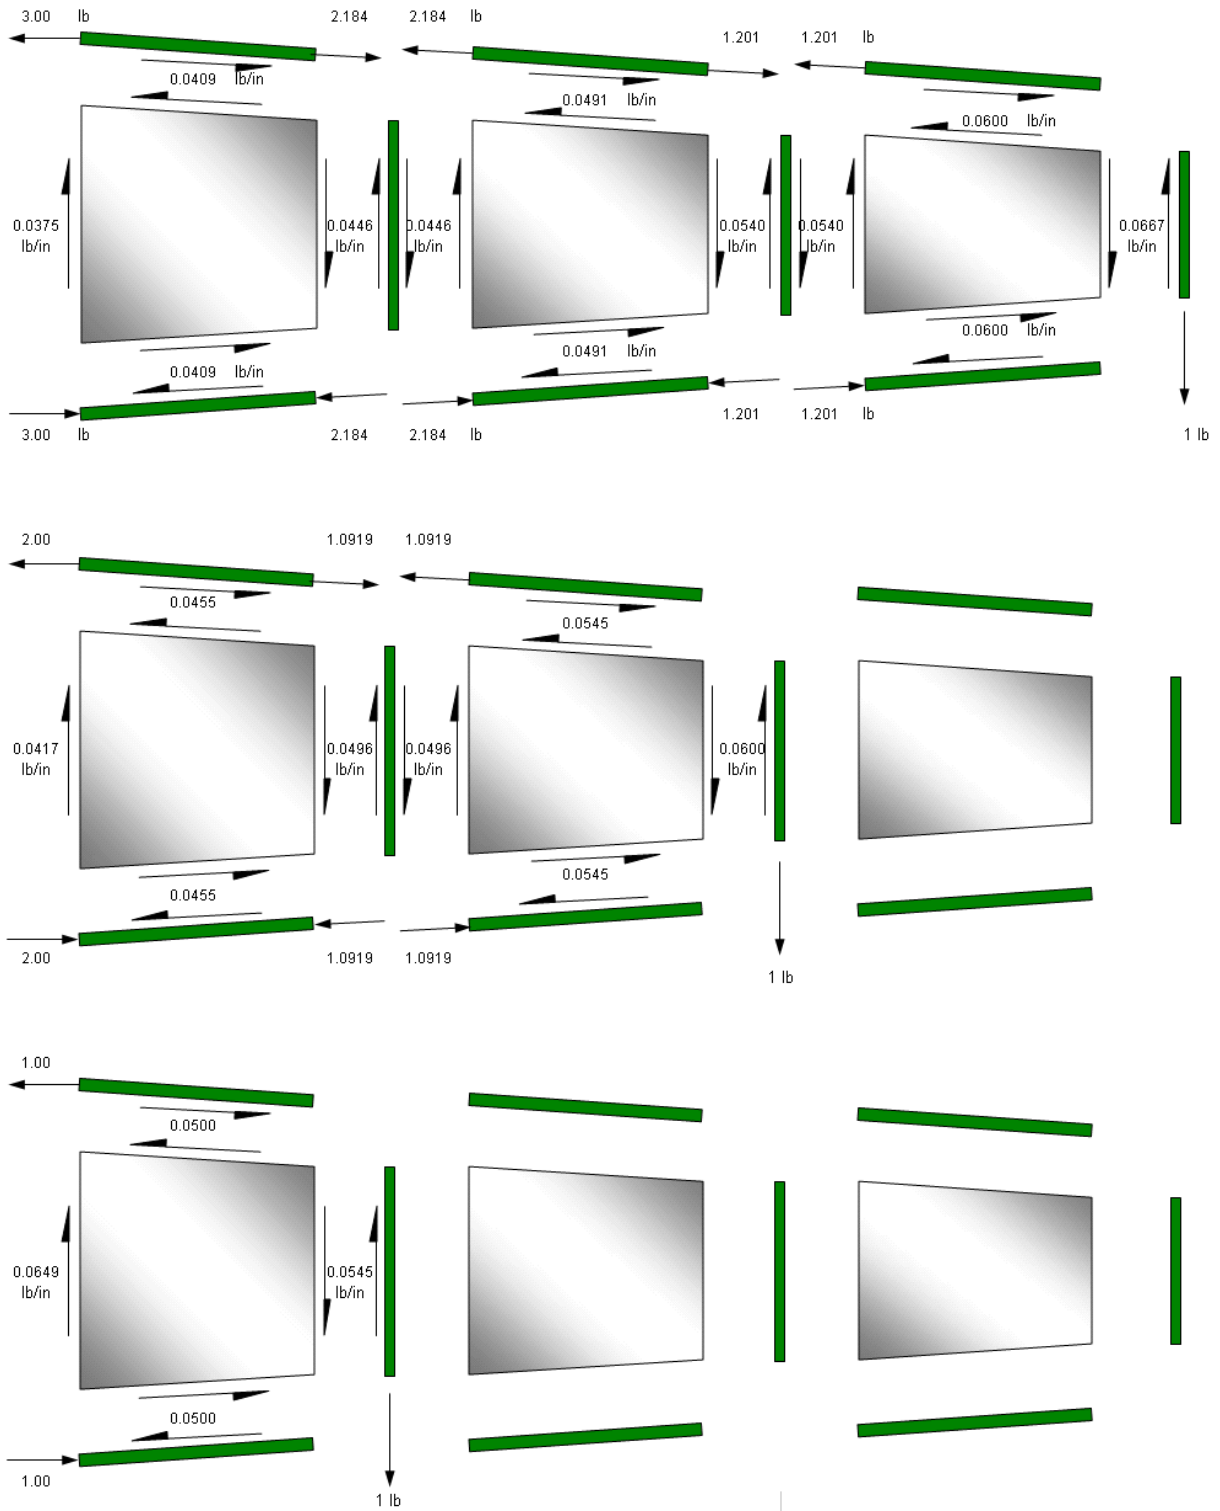 3.00 lb 2.184 2.184 lb
1.201 1.201 lb
0.0409 lb/in
0.0491 lb/in
0.0600 lb/in
0.0375 0.0446 0.0446 0.0540 0.0540 0.0667
lb/in lb/in lb/in lb/in lb/in lb/in
0.0600 lb/in
0.0491 lb/in
0.0409 lb/in
1.201 1.201 lb
3.00 lb 2.184 2.184 lb 1 lb
2.00 1.0919 1.0919
0.0455
0.0545
0.0417 0.0496 0.0496 0.0600
lb/in lb/in lb/in lb/in
0.0545
0.0455
2.00 1.0919 1.0919
1 lb
1.00
0.0500
0.0649 0.0545
lb/in lb/in
0.0500
1.00
1 lb